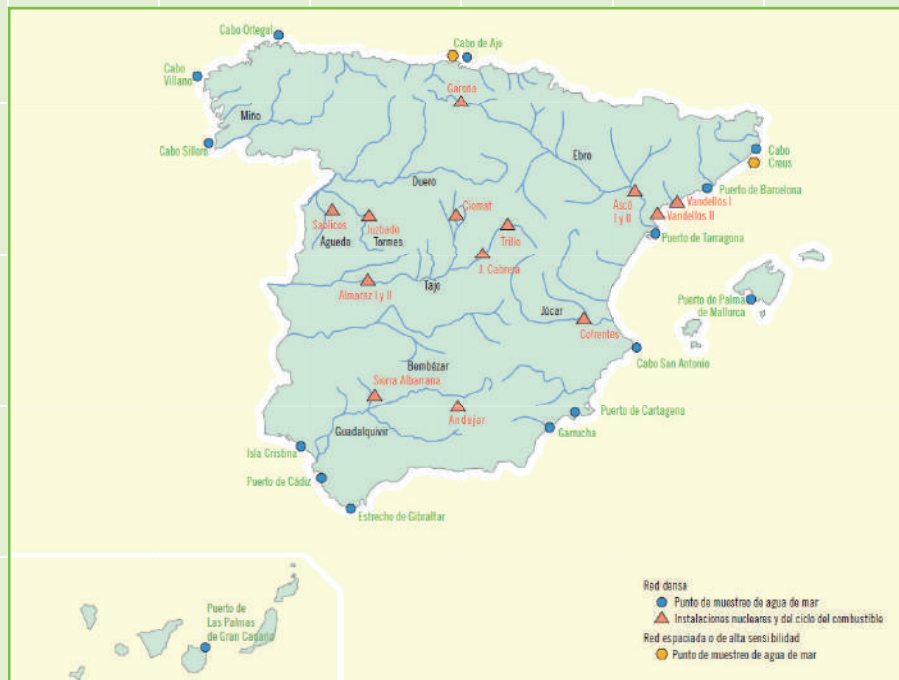 Cabo Ortegal
Cabo de Ajo
Cabo
Villano
Garoña
Mino
Cabo Silleiro
Ebro
Cabo
Creus
Duero
Puerto de Barcelona
Ascó
I y II
Vandellós I
Vandellós II
Ciemat
Saelices
Juzbado
Trillo
Agueda
Tormes
Puerto de Tarragona
J. Cabrera
Tajo
Almaraz I y II
Puerto de Palma
de Mallorca
Júcar
Cofrentes
Cabo San Antonio
Bembézar
Sierra Albarrana
Puerto de Cartagena
Andújar
Guadalquivir
Garrucha
Isla Cristina
Puerto de Cádiz
Estrecho de Gibraltar
Puerto de
Las Palmas
de Gran Canaria
Red densa
Punto de muestreo de agua de mar
Instalaciones nucleares y del ciclo del combustible
Red espaciada o de alta sensibilidad
Punto de muestreo de agua de mar